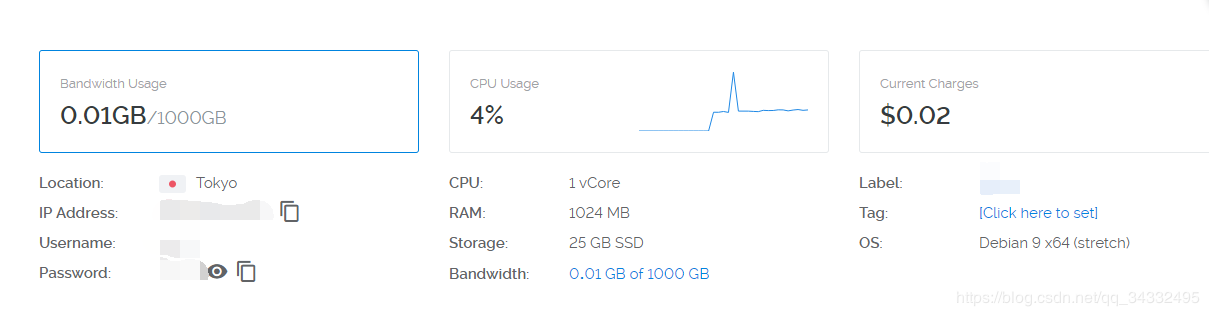 Bandwidth Usage
0.01GB/1000GB
CPU Usage
4%
Current Charges
$0.02
Location: Tokyo
IP Address:
Username:
Password:
CPU: 1 vCore
RAM: 1024 MB
Storage: 25 GB SSD
Bandwidth: 0.01 GB of 1000 GB
Label:
Tag: [Click here to set]
OS: Debian 9 x64 (stretch)
https://blog.csdn.net/qq_34332495